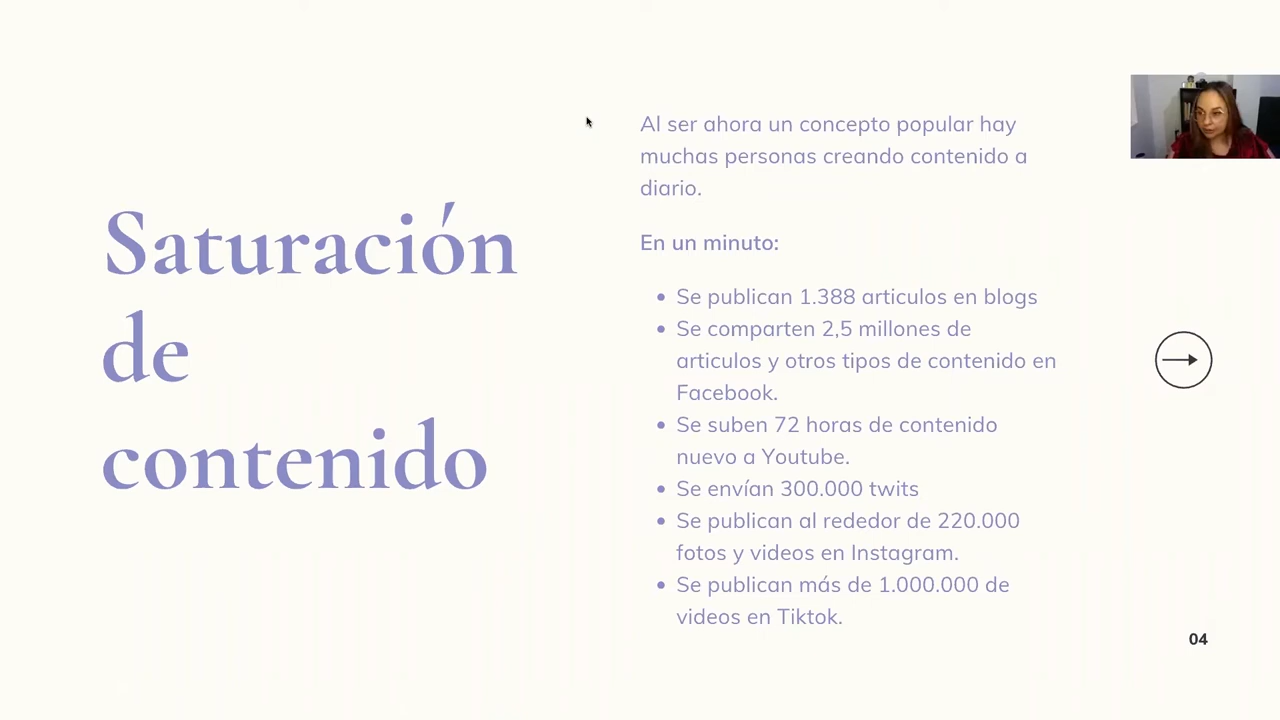 Saturación
de
contenido
Al ser ahora un concepto popular hay
muchas personas creando contenido a
diario.
En un minuto:
• Se publican 1.388 articulos en blogs
• Se comparten 2,5 millones de
articulos y otros tipos de contenido en
Facebook.
• Se suben 72 horas de contenido
nuevo a Youtube.
• Se envían 300.000 twits
• Se publican al rededor de 220.000
fotos y videos en Instagram.
• Se publican más de 1.000.000 de
videos en Tiktok.
04